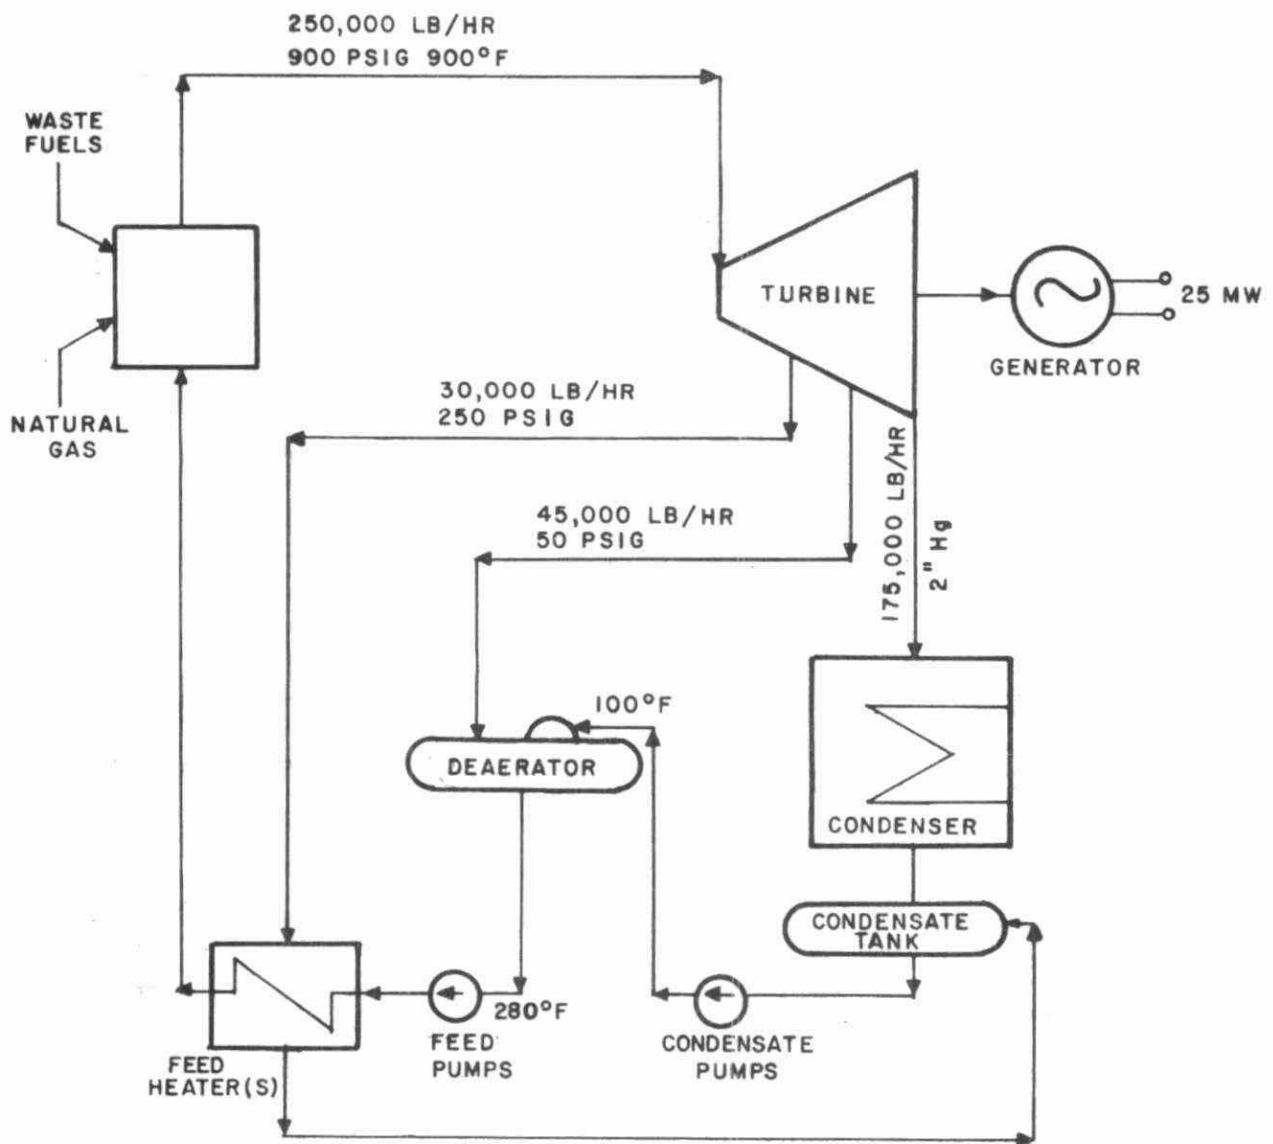 250,000 LB/HR
900 PSIG 900°F
WASTE
FUELS
TURBINE
25 MW
GENERATOR
NATURAL
GAS
30,000 LB/HR
250 PSIG
45,000 LB/HR
50 PSIG
175,000 LB/HR
2" Hg
100°F
DEAERATOR
CONDENSER
CONDENSATE
TANK
280°F
FEED
PUMPS
CONDENSATE
PUMPS
FEED
HEATER(S)